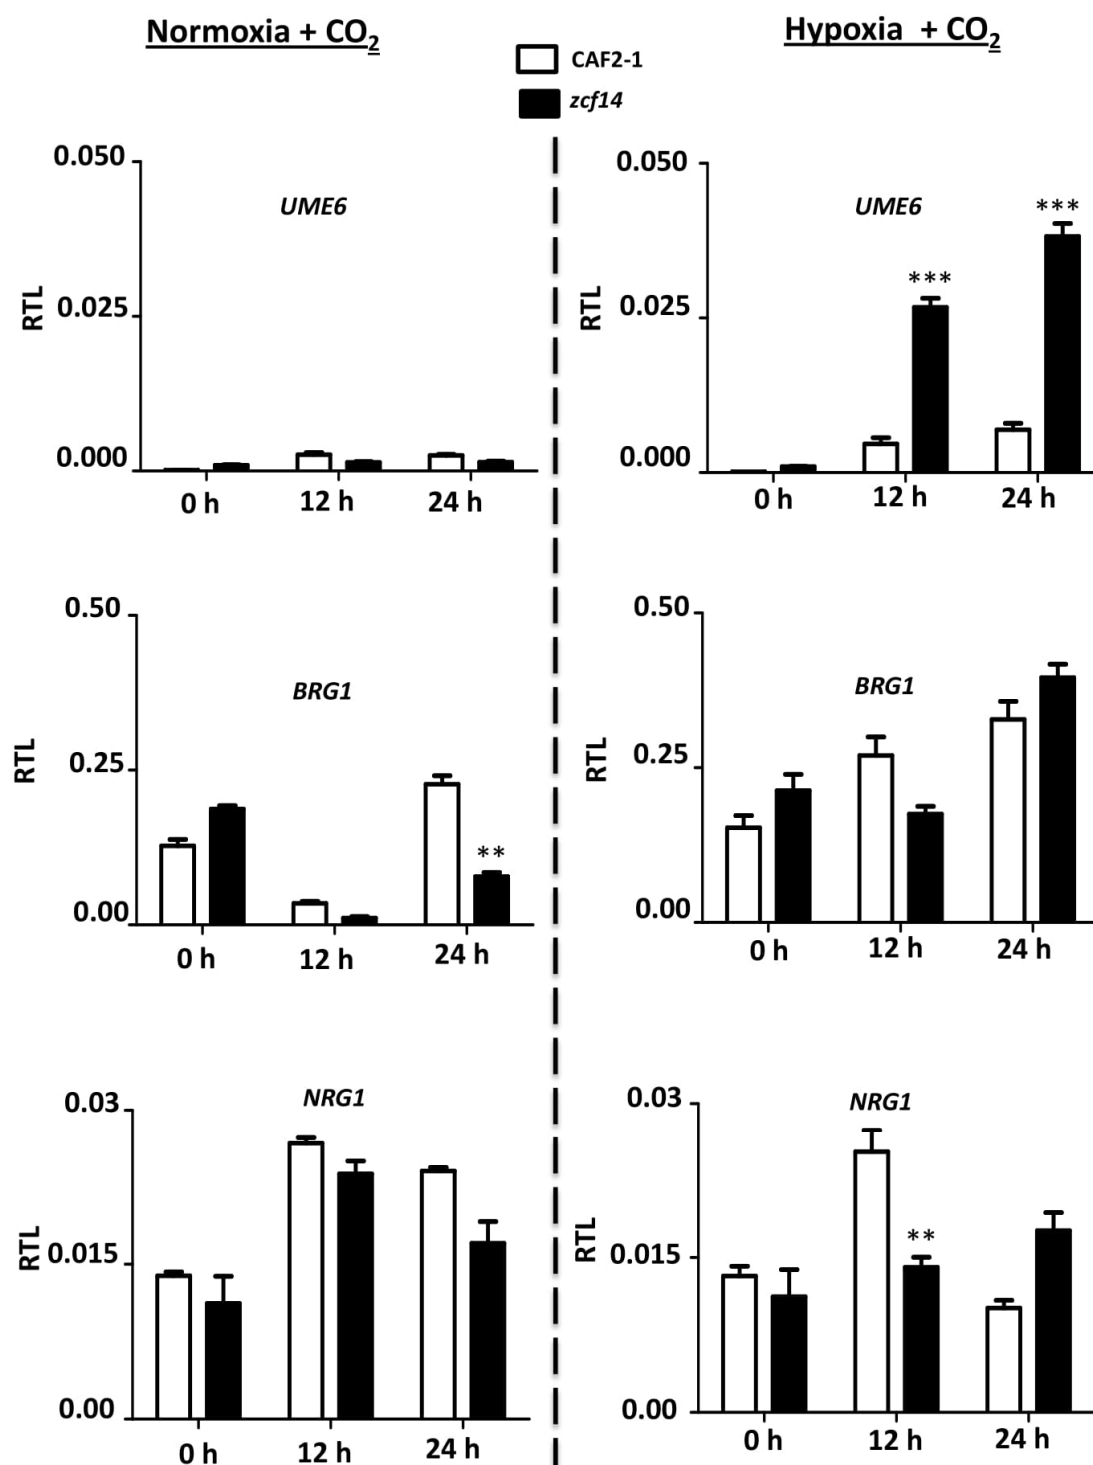 Normoxia + CO2
Hypoxia + CO2
CAF2-1
zcf14
0.050
UME6
RTL
0.025
0.000
0 h
12 h
24 h
0.050
UME6
***
***
RTL
0.025
0.000
0 h
12 h
24 h
0.50
BRG1
RTL
0.25
**
0.00
0 h
12 h
24 h
0.50
BRG1
RTL
0.25
0.00
0 h
12 h
24 h
0.03
NRG1
RTL
0.015
0.00
0 h
12 h
24 h
0.03
NRG1
**
RTL
0.015
0.00
0 h
12 h
24 h